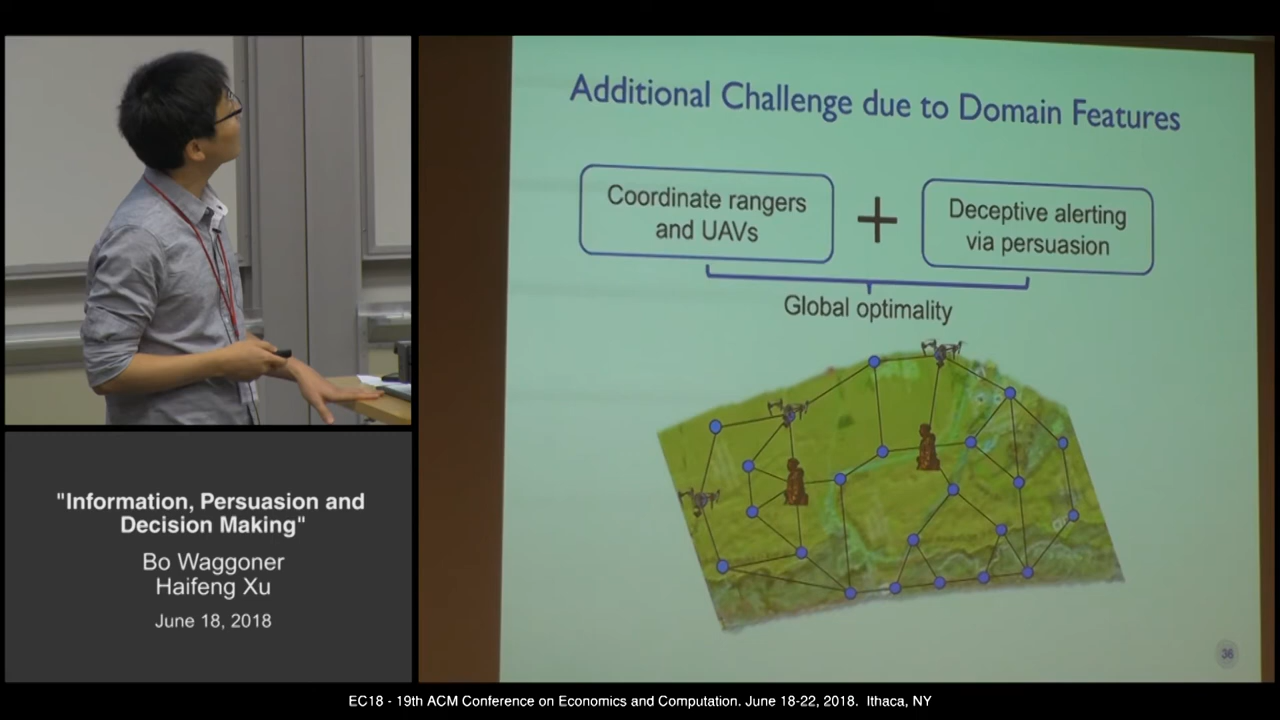 Additional Challenge due to Domain Features
Coordinate rangers
and UAVs
+
Deceptive alerting
via persuasion
Global optimality
36
"Information, Persuasion and
Decision Making"
Bo Waggoner
Haifeng Xu
June 18, 2018
EC18 - 19th ACM Conference on Economics and Computation. June 18-22, 2018. Ithaca, NY